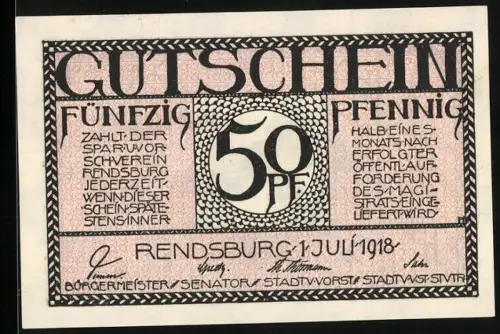 GUTSCHEIN
FÜNFZIG
ZAHLT DER
SPAR U VOR
SCHVEREIN
RENDSBURG
JEDERZEIT
WENN DIESER
SCHEIN SPÄTE
STENS INNER
50
PF
PFENNIG
HALB EINES
MONATS NACH
ERFOLGTER
ÖFFENTL AUF
FORDERUNG
DES MAGI
STRATS EINGE
LIEFERT WIRD
RENDSBURG 1 JULI 1918
BÜRGERMEISTER / SENATOR / STADTV VORST / STADTV U ST STVTR